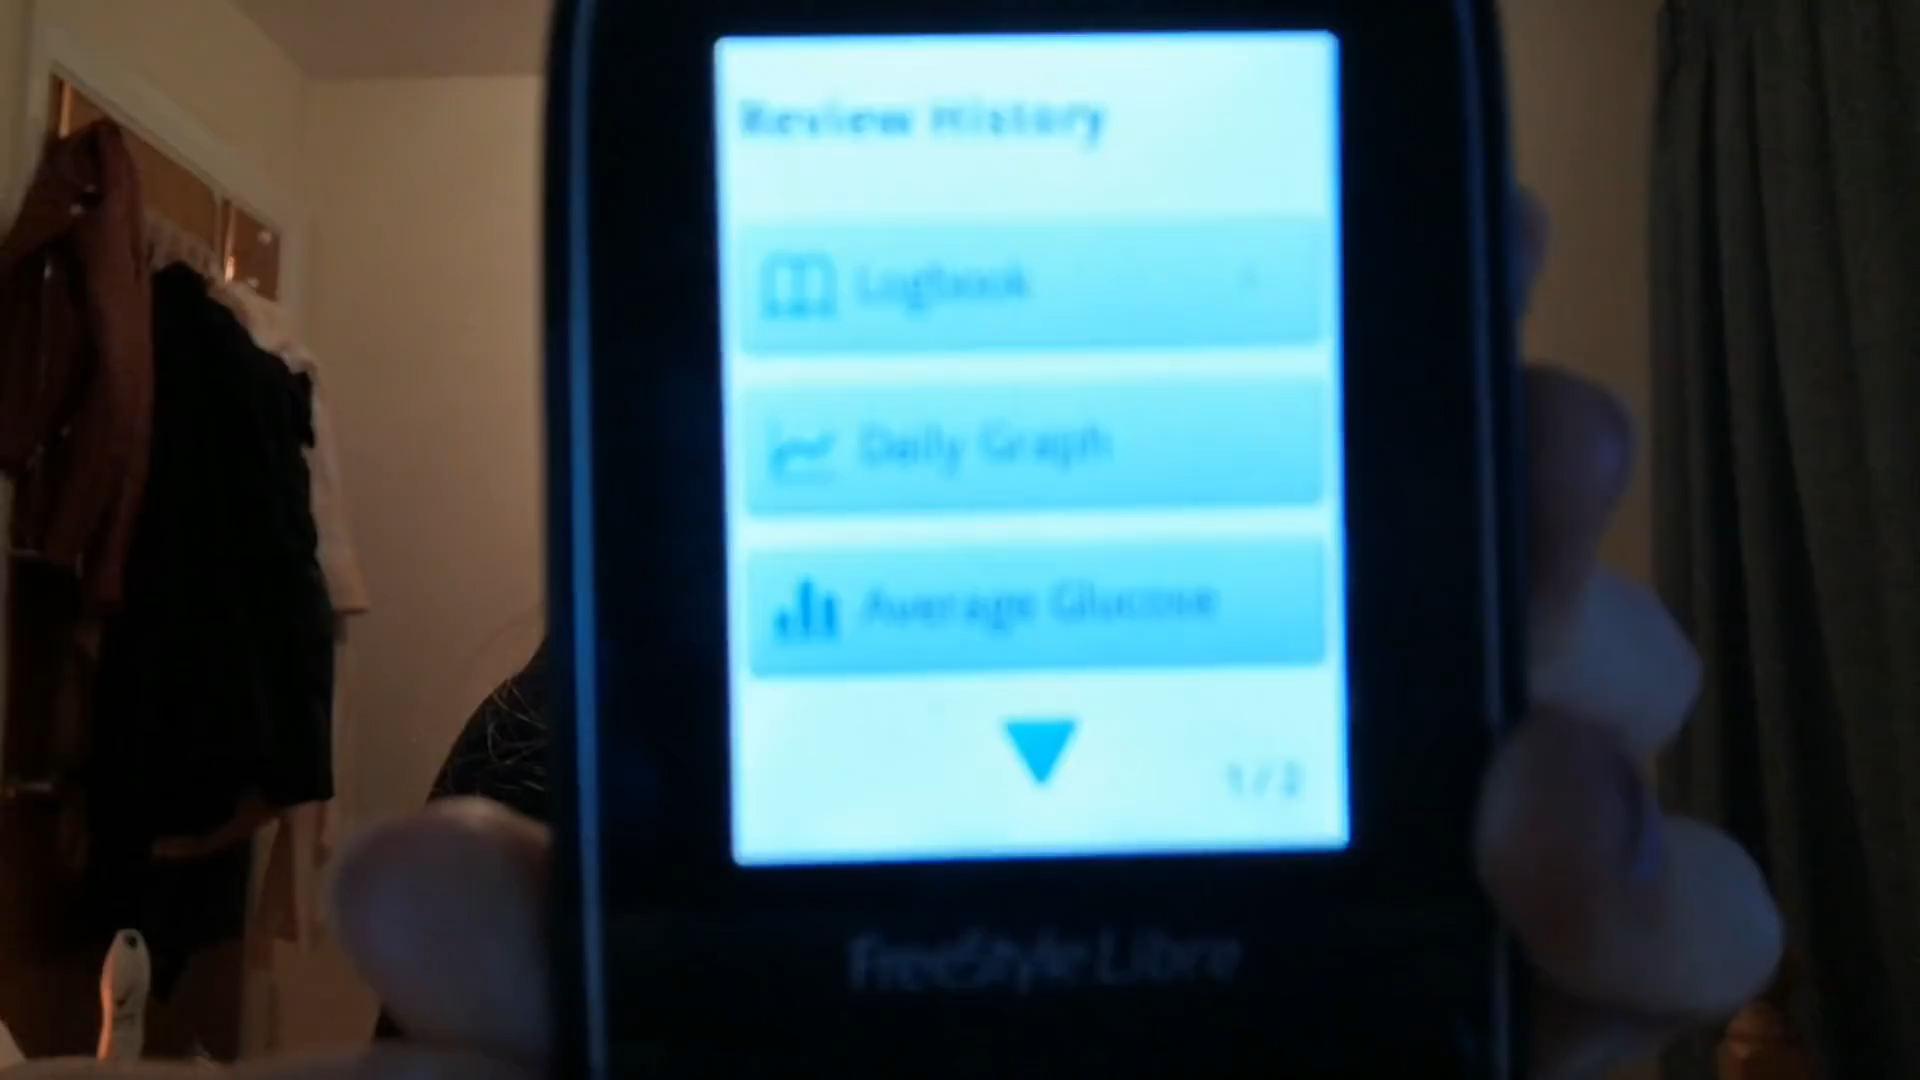 Review History
Logbook
Daily Graph
Average Glucose
1 / 2
FreeStyle Libre